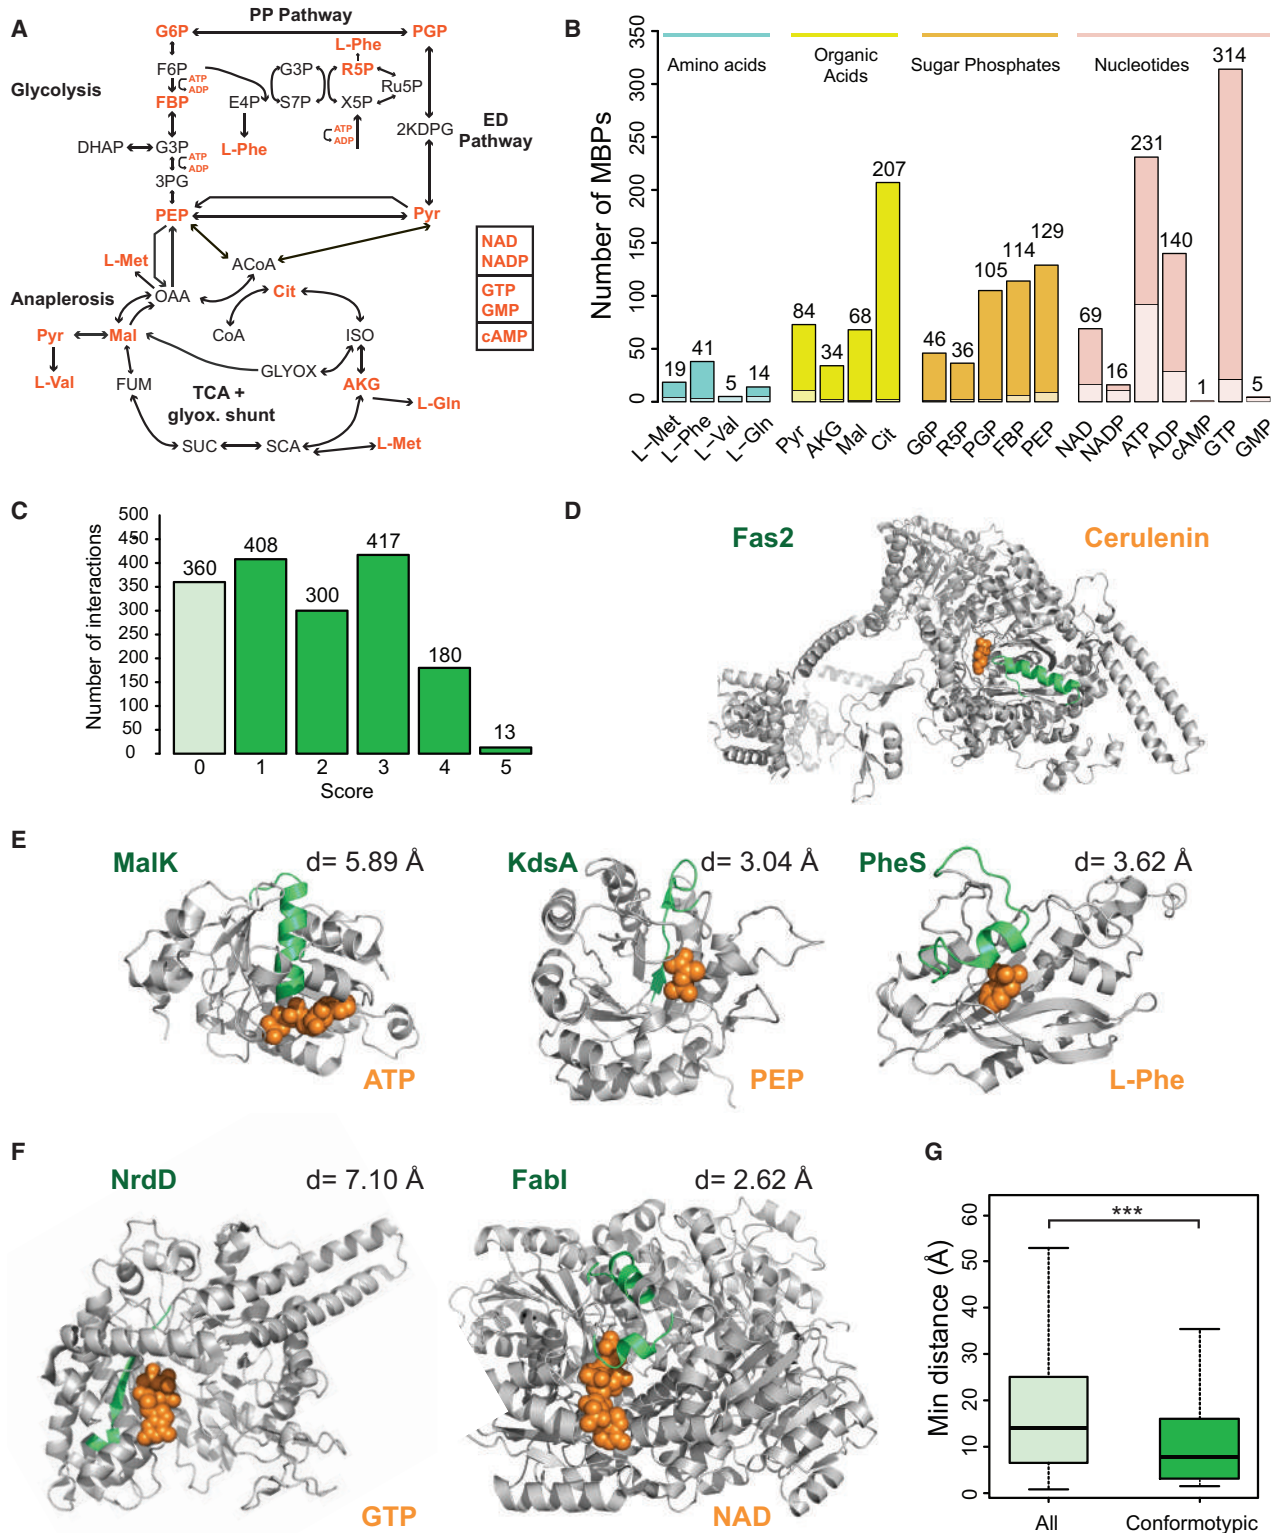 A
PP Pathway
G6P
PGP
L-Phe
F6P
G3P
R5P
ATP
ADP
Ru5P
Glycolysis
FBP
E4P
S7P
X5P
ED
Pathway
2KDPG
ATP
ADP
DHAP
G3P
L-Phe
ATP
ADP
3PG
PEP
Pyr
NAD
NADP
L-Met
ACoA
GTP
GMP
Anaplerosis
OAA
Cit
cAMP
Pyr
Mal
CoA
ISO
GLYOX
L-Val
FUM
TCA +
glyox. shunt
AKG
L-Gln
SUC
SCA
L-Met
B
Number of MBPs
350
300
250
200
150
100
50
0
Amino acids
Organic
Acids
Sugar Phosphates
Nucleotides
19
41
5
14
84
34
68
207
46
36
105
114
129
69
16
231
140
1
314
5
L-Met
L-Phe
L-Val
L-Gln
Pyr
AKG
Mal
Cit
G6P
R5P
PGP
FBP
PEP
NAD
NADP
ATP
ADP
cAMP
GTP
GMP
C
Number of interactions
500
450
400
350
300
250
200
150
100
50
0
360
408
300
417
180
13
0
1
2
3
4
5
Score
D
Fas2
Cerulenin
E
MalK
d= 5.89 Å
ATP
KdsA
d= 3.04 Å
PEP
PheS
d= 3.62 Å
L-Phe
F
NrdD
d= 7.10 Å
GTP
FabI
d= 2.62 Å
NAD
G
Min distance (Å)
60
50
40
30
20
10
0
***
All
Conformotypic